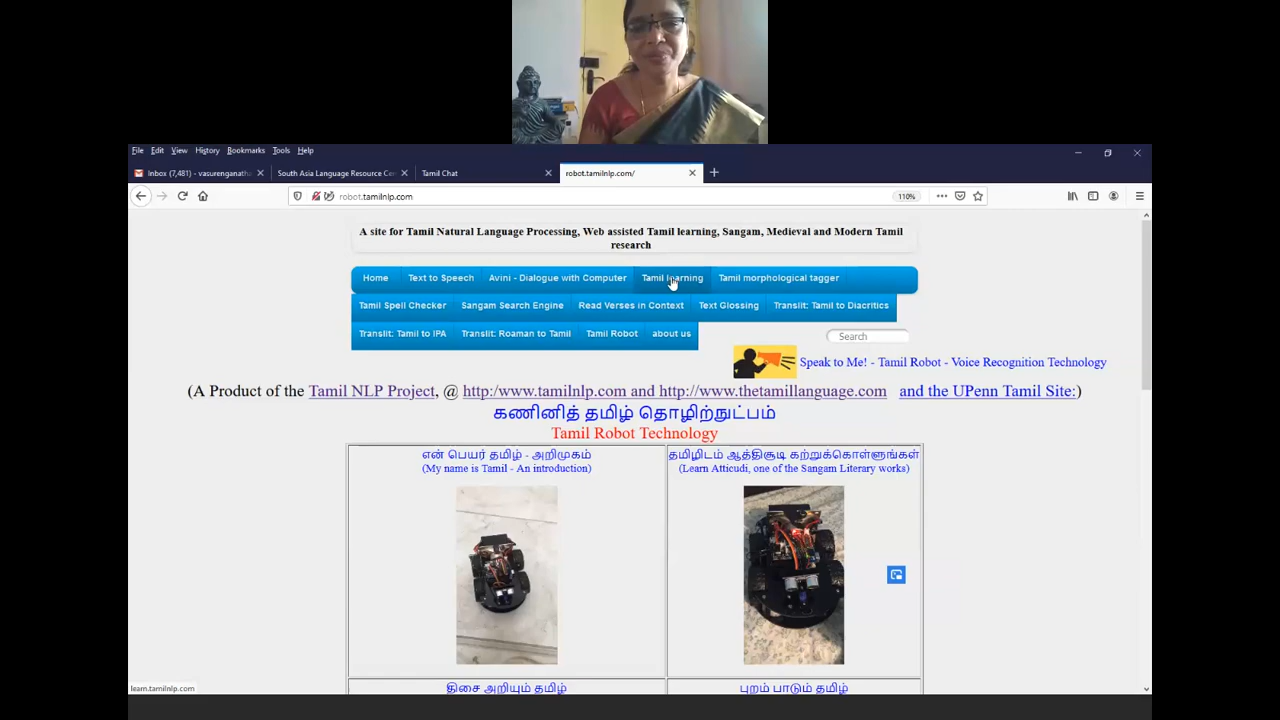 File Edit View History Bookmarks Tools Help
Inbox (7,481) - vasurenganath
South Asia Language Resource Cen
Tamil Chat
robot.tamilnlp.com/
robot.tamilnlp.com
110%
A site for Tamil Natural Language Processing, Web assisted Tamil learning, Sangam, Medieval and Modern Tamil
research
Home Text to Speech Avini - Dialogue with Computer Tamil learning Tamil morphological tagger
Tamil Spell Checker Sangam Search Engine Read Verses in Context Text Glossing Translit: Tamil to Diacritics
Translit: Tamil to IPA Translit: Roaman to Tamil Tamil Robot about us
Search
Speak to Me! - Tamil Robot - Voice Recognition Technology
(A Product of the Tamil NLP Project, @ http:/www.tamilnlp.com and http://www.thetamillanguage.com and the UPenn Tamil Site:)
கணினித் தமிழ் தொழிற்நுட்பம்
Tamil Robot Technology
என் பெயர் தமிழ் - அறிமுகம்
(My name is Tamil - An introduction)
தமிழிடம் ஆத்திசூடி கற்றுக்கொள்ளுங்கள்
(Learn Atticudi, one of the Sangam Literary works)
திசை அறியும் தமிழ்
புறம் பாடும் தமிழ்
learn.tamilnlp.com